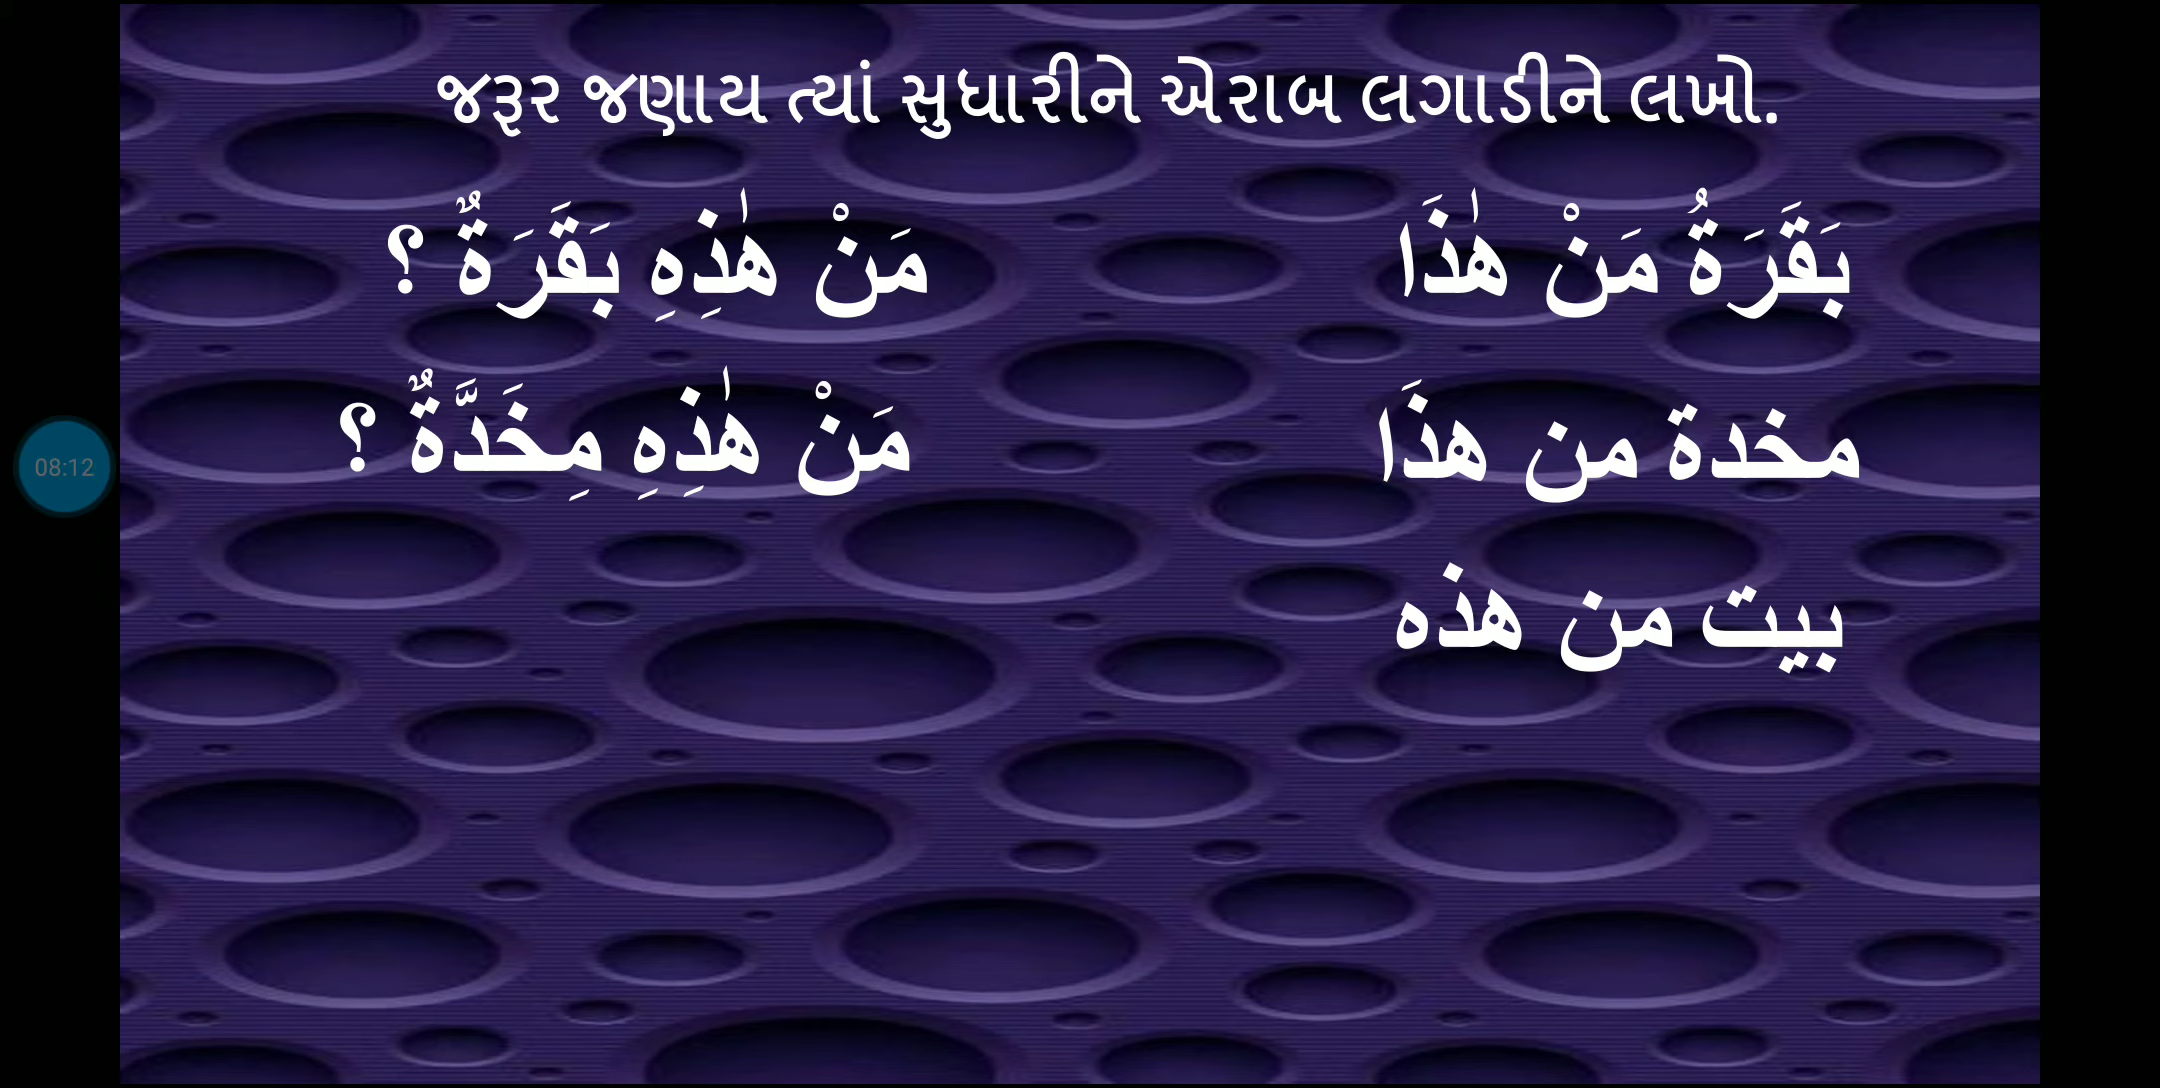 જરૂર જણાય ત્યાં સુધારીને એરાબ લગાડીને લખો.
بَقَرَةُ مَنْ هٰذَا
مَنْ هٰذِهِ بَقَرَةٌ ؟
مخدة من هذَا
مَنْ هٰذِهِ مِخَدَّةٌ ؟
بيت من هذه
08:12